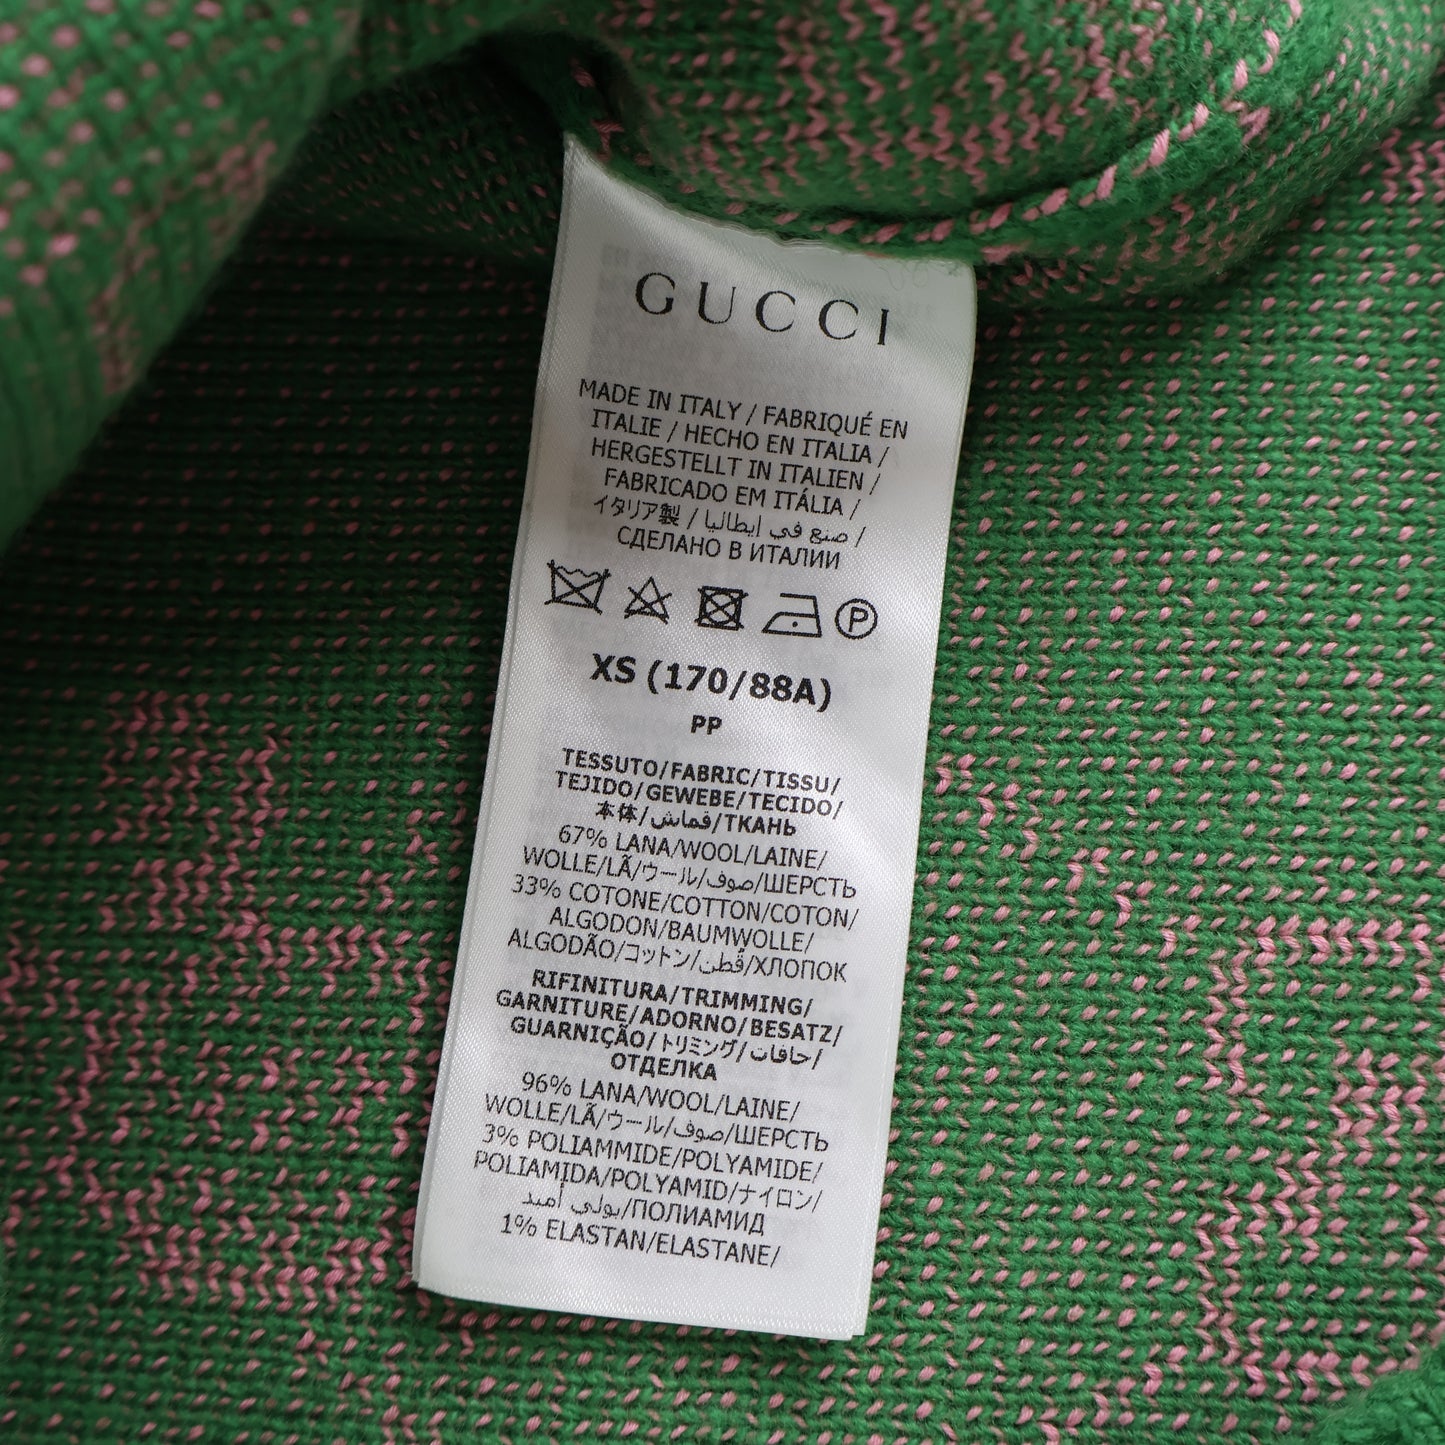 GUCCI
MADE IN ITALY / FABRIQUÉ EN
ITALIE / HECHO EN ITALIA /
HERGESTELLT IN ITALIEN /
FABRICADO EM ITÁLIA /
イタリア製 / صنع في إيطاليا /
СДЕЛАНО В ИТАЛИИ
P
XS (170/88A)
PP
TESSUTO/FABRIC/TISSU/
TEJIDO/GEWEBE/TECIDO/
本体/قماش/ТКАНЬ
67% LANA/WOOL/LAINE/
WOLLE/LÃ/ウール/صوف/ШЕРСТЬ
33% COTONE/COTTON/COTON/
ALGODON/BAUMWOLLE/
ALGODÃO/コットン/قُطن/ХЛОПОК
RIFINITURA/TRIMMING/
GARNITURE/ADORNO/BESATZ/
GUARNIÇÃO/トリミング/حافات/
ОТДЕЛКА
96% LANA/WOOL/LAINE/
WOLLE/LÃ/ウール/صوف/ШЕРСТЬ
3% POLIAMMIDE/POLYAMIDE/
POLIAMIDA/POLYAMID/ナイロン/
بولي أميد/ПОЛИАМИД
1% ELASTAN/ELASTANE/